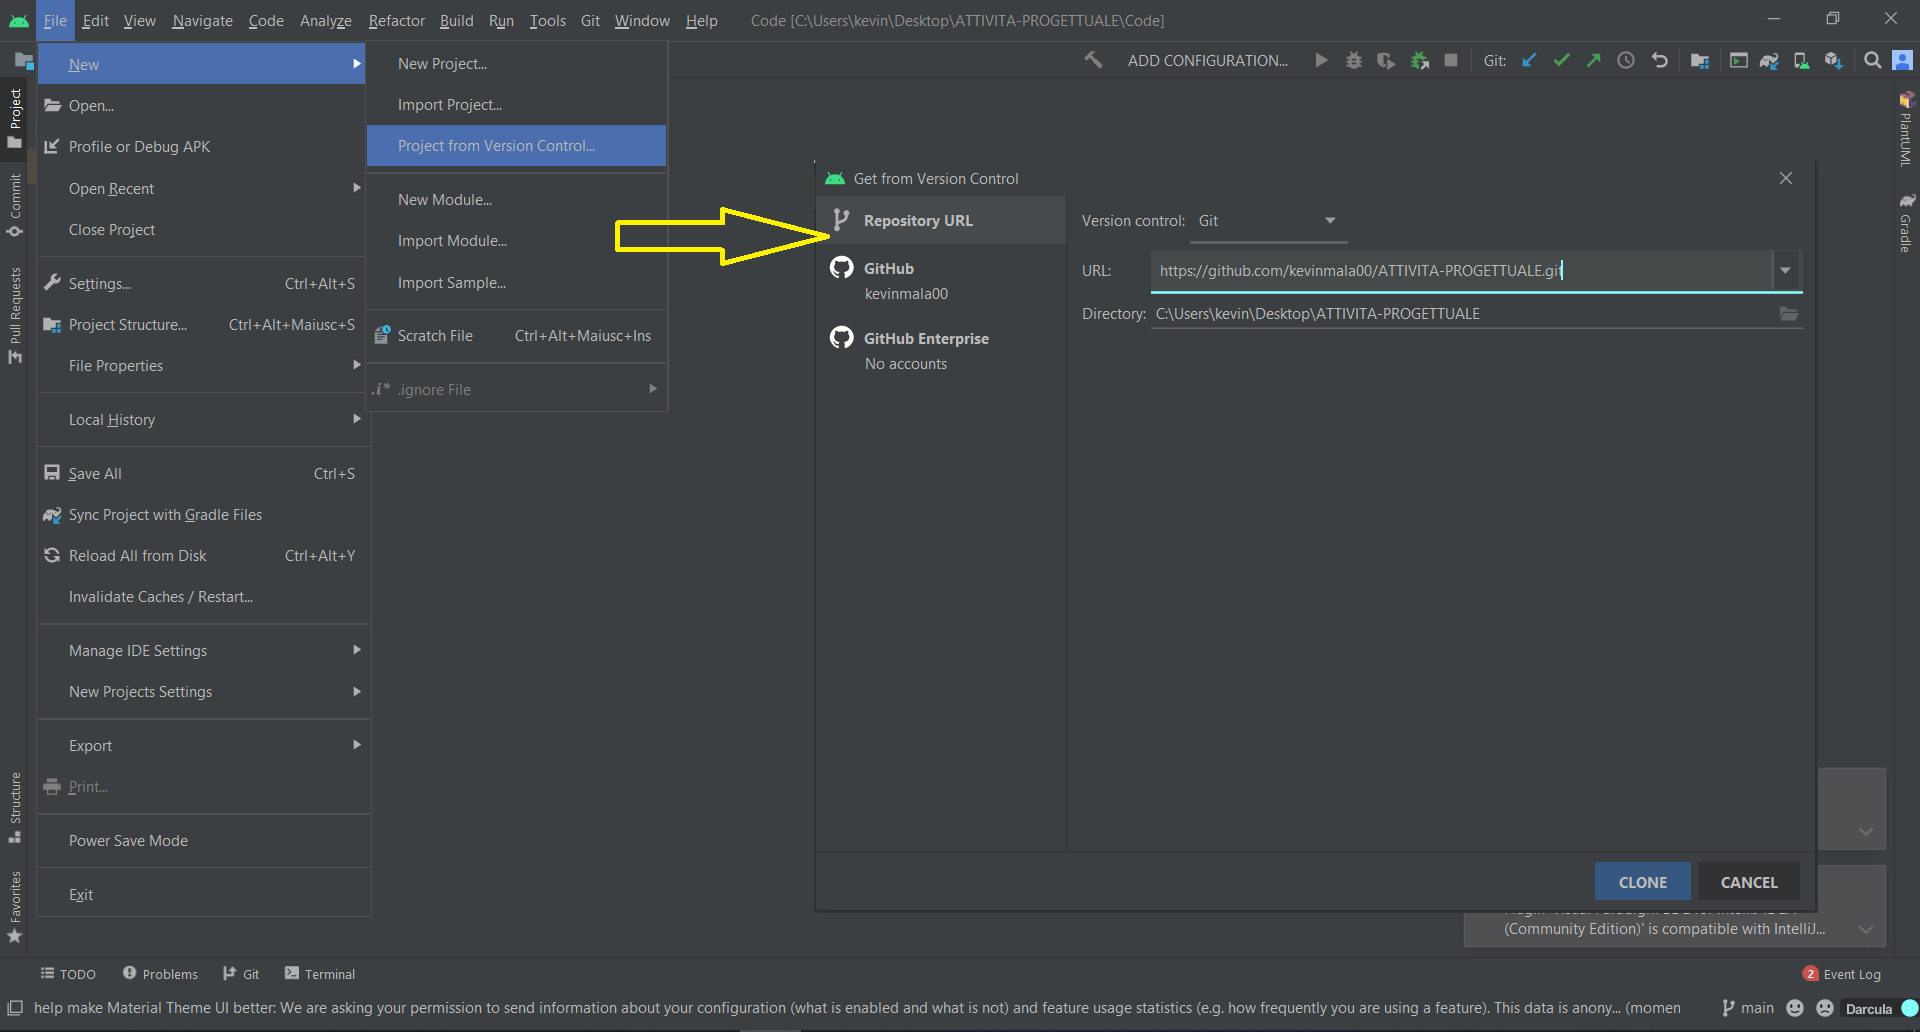 File Edit View Navigate Code Analyze Refactor Build Run Tools Git Window Help Code [C:\Users\kevin\Desktop\ATTIVITA-PROGETTUALE\Code]
ADD CONFIGURATION... Git:
New
Open...
Profile or Debug APK
Open Recent
Close Project
Settings... Ctrl+Alt+S
Project Structure... Ctrl+Alt+Maiusc+S
File Properties
Local History
Save All Ctrl+S
Sync Project with Gradle Files
Reload All from Disk Ctrl+Alt+Y
Invalidate Caches / Restart...
Manage IDE Settings
New Projects Settings
Export
Print...
Power Save Mode
Exit
New Project...
Import Project...
Project from Version Control...
New Module...
Import Module...
Import Sample...
Scratch File Ctrl+Alt+Maiusc+Ins
.i* .ignore File
Get from Version Control
Repository URL
GitHub
kevinmala00
GitHub Enterprise
No accounts
Version control: Git
URL: https://github.com/kevinmala00/ATTIVITA-PROGETTUALE.git
Directory: C:\Users\kevin\Desktop\ATTIVITA-PROGETTUALE
CLONE CANCEL
(Community Edition)' is compatible with IntelliJ...
Project
Commit
Pull Requests
Structure
Favorites
PlantUML
Gradle
TODO Problems Git Terminal 2 Event Log
help make Material Theme UI better: We are asking your permission to send information about your configuration (what is enabled and what is not) and feature usage statistics (e.g. how frequently you are using a feature). This data is anony... (momen main Darcula